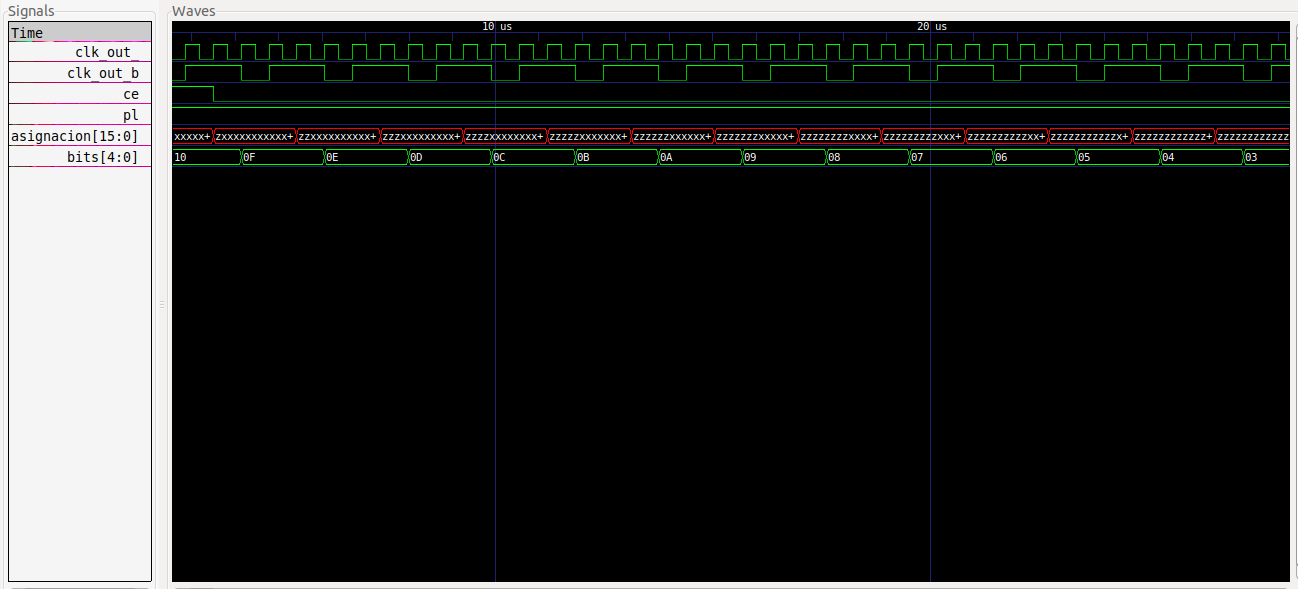 Signals
Waves
Time
10 us
20 us
clk_out_
clk_out_b
ce
pl
asignacion[15:0]
xxxxx+ zxxxxxxxxxxx+ zzxxxxxxxxxx+ zzzxxxxxxxxx+ zzzzxxxxxxxx+ zzzzzxxxxxxx+ zzzzzzxxxxxx+ zzzzzzzxxxxx+ zzzzzzzzxxxx+ zzzzzzzzzxxx+ zzzzzzzzzzxx+ zzzzzzzzzzzx+ zzzzzzzzzzzz+ zzzzzzzzzzzz
bits[4:0]
10 0F 0E 0D 0C 0B 0A 09 08 07 06 05 04 03